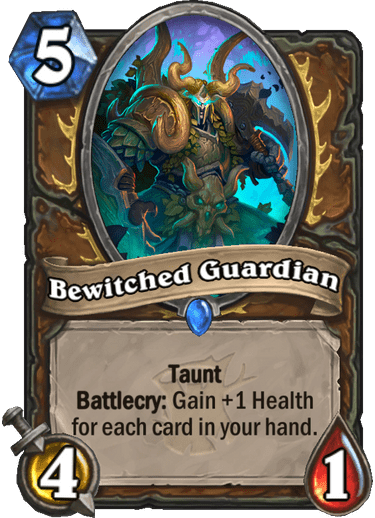 5
Bewitched Guardian
Taunt
Battlecry: Gain +1 Health
for each card in your hand.
4
1